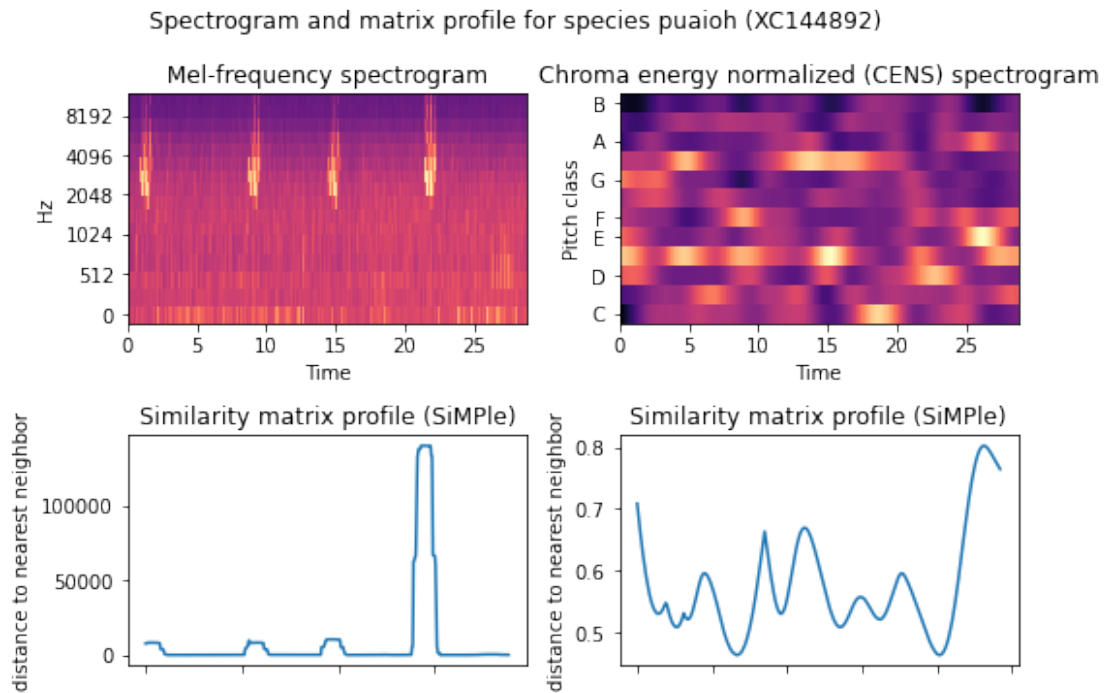 Spectrogram and matrix profile for species puaioh (XC144892)
Mel-frequency spectrogram
8192
4096
2048
1024
512
0
Hz
0 5 10 15 20 25
Time
Chroma energy normalized (CENS) spectrogram
B
A
G
F
E
D
C
Pitch class
0 5 10 15 20 25
Time
Similarity matrix profile (SiMPle)
100000
50000
0
distance to nearest neighbor
Similarity matrix profile (SiMPle)
0.8
0.7
0.6
0.5
distance to nearest neighbor